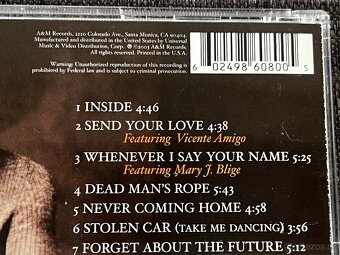 A&M Records, 2220 Colorado Ave., Santa Monica, CA 90404.
Manufactured and distributed in the United States by Universal
Music & Video Distribution, Corp. ℗©2003 A&M Records.
All rights reserved. Printed in the U.S.A.
Warning: Unauthorized reproduction of this recording is
prohibited by Federal law and is subject to criminal prosecution.
6 02498 60800 5
1 INSIDE 4:46
2 SEND YOUR LOVE 4:38
Featuring Vicente Amigo
3 WHENEVER I SAY YOUR NAME 5:25
Featuring Mary J. Blige
4 DEAD MAN'S ROPE 5:43
5 NEVER COMING HOME 4:58
6 STOLEN CAR (TAKE ME DANCING) 3:56
7 FORGET ABOUT THE FUTURE 5:12